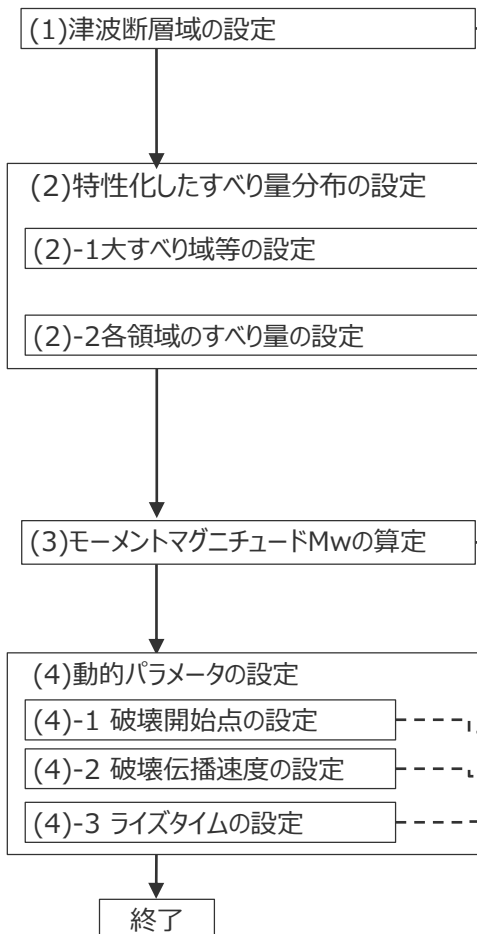 (1)津波断層域の設定
(2)特性化したすべり量分布の設定
(2)-1大すべり域等の設定
(2)-2各領域のすべり量の設定
(3)モーメントマグニチュードMwの算定
(4)動的パラメータの設定
(4)-1 破壊開始点の設定
(4)-2 破壊伝播速度の設定
(4)-3 ライズタイムの設定
終了